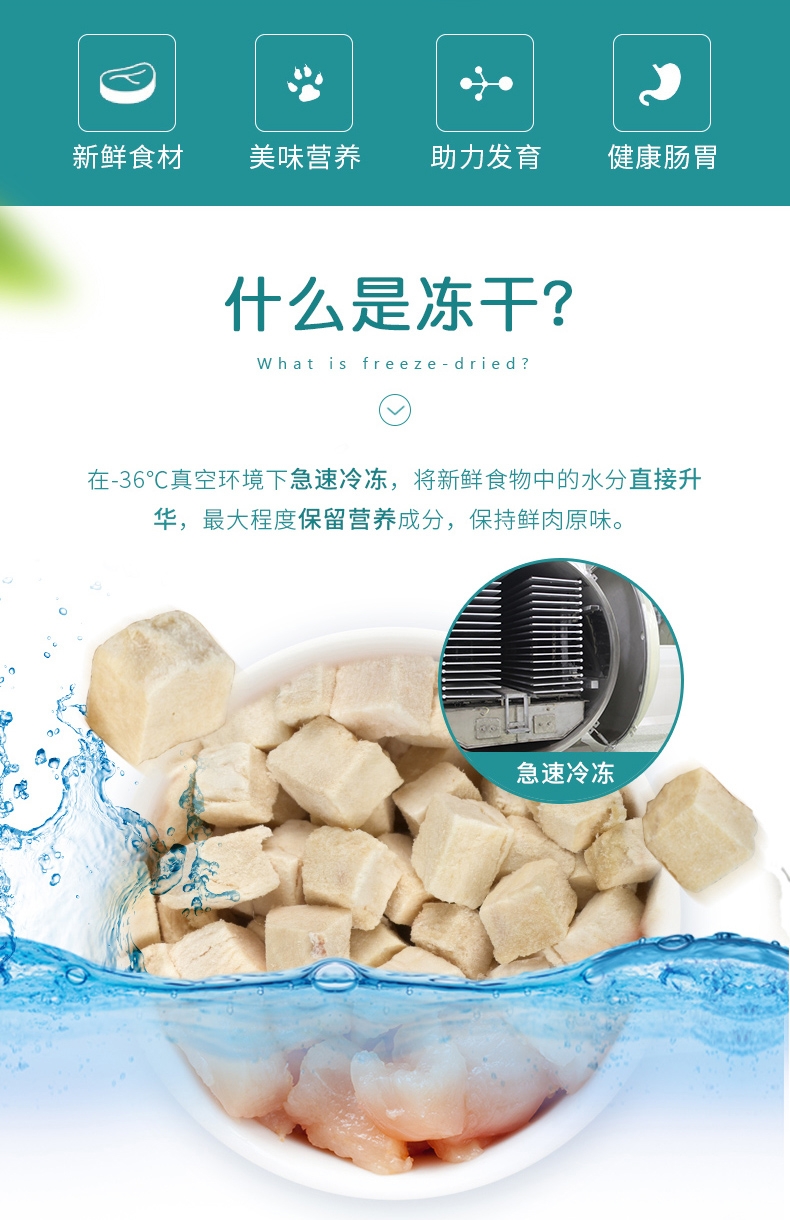 新鲜食材 美味营养 助力发育 健康肠胃
什么是冻干?
What is freeze-dried?
在-36℃真空环境下急速冷冻，将新鲜食物中的水分直接升
华，最大程度保留营养成分，保持鲜肉原味。
急速冷冻